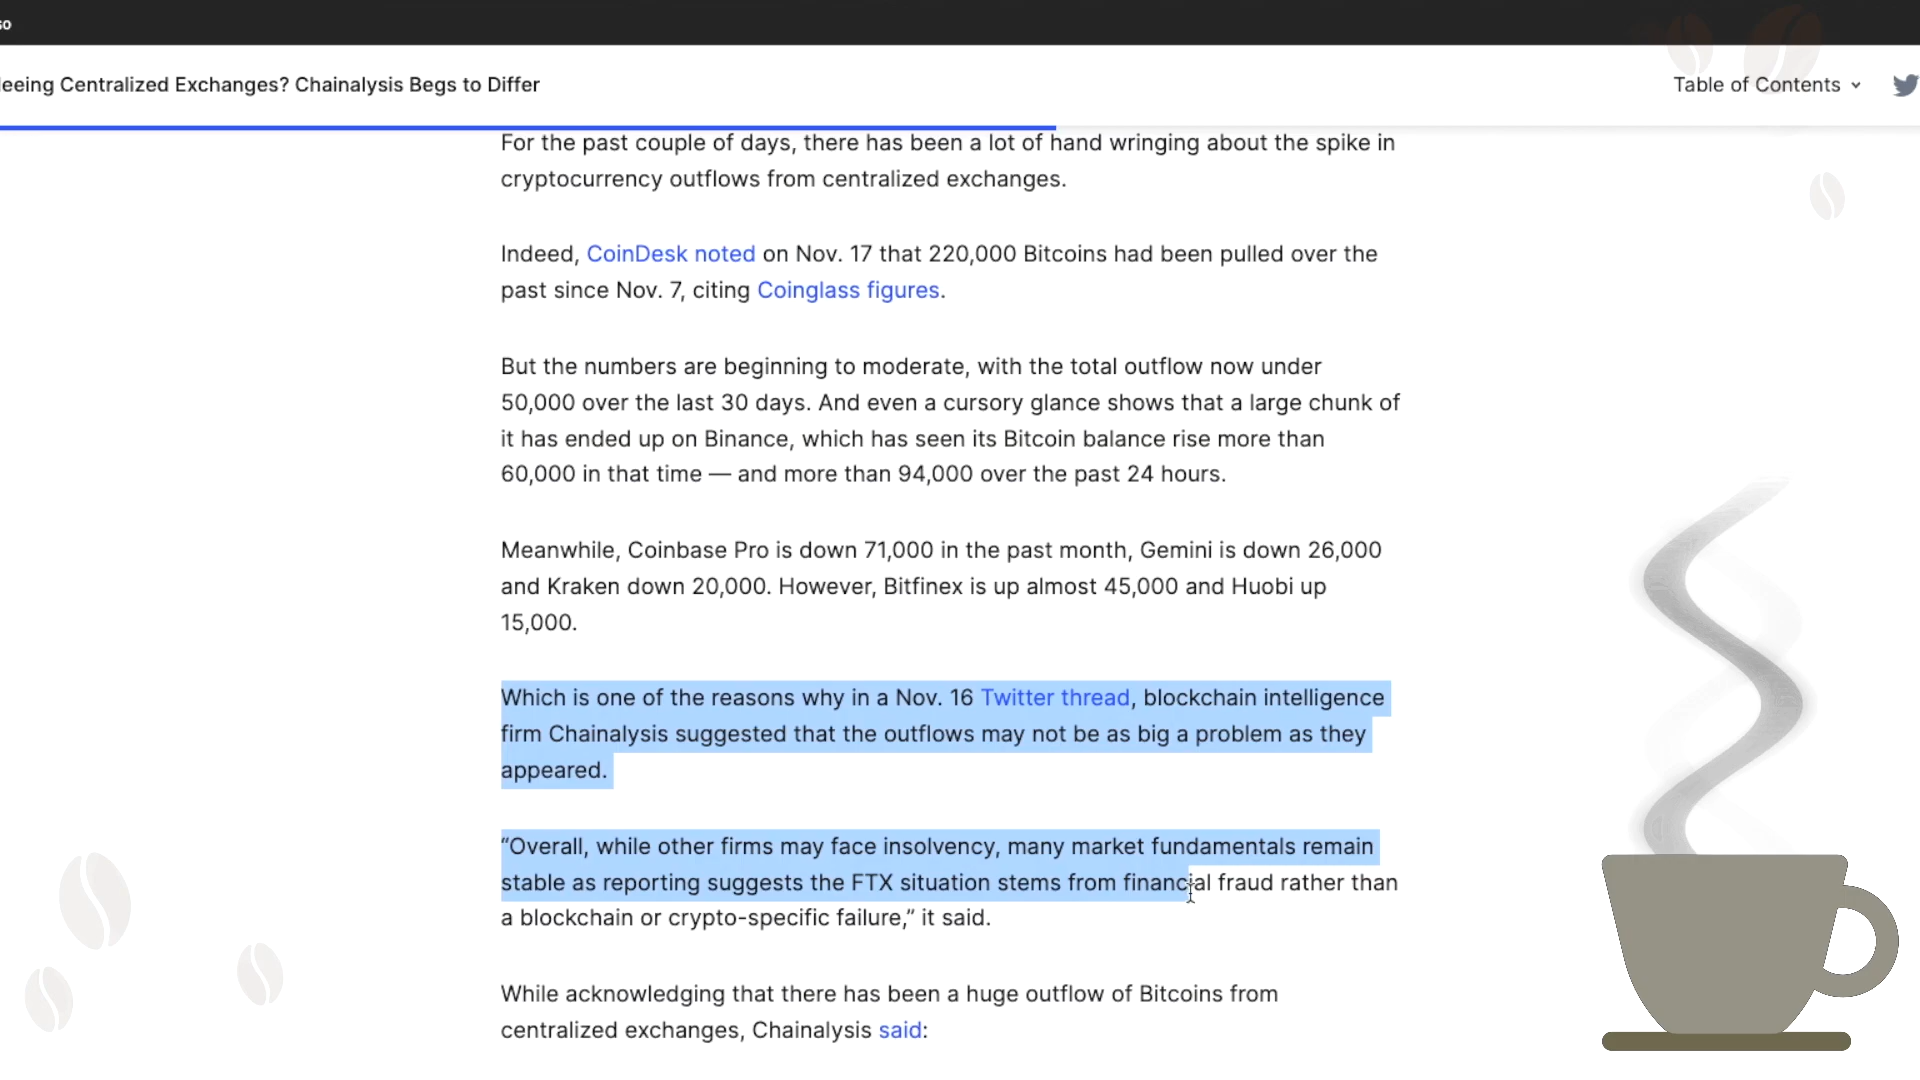 so
eeing Centralized Exchanges? Chainalysis Begs to Differ
Table of Contents
For the past couple of days, there has been a lot of hand wringing about the spike in
cryptocurrency outflows from centralized exchanges.
Indeed, CoinDesk noted on Nov. 17 that 220,000 Bitcoins had been pulled over the
past since Nov. 7, citing Coinglass figures.
But the numbers are beginning to moderate, with the total outflow now under
50,000 over the last 30 days. And even a cursory glance shows that a large chunk of
it has ended up on Binance, which has seen its Bitcoin balance rise more than
60,000 in that time — and more than 94,000 over the past 24 hours.
Meanwhile, Coinbase Pro is down 71,000 in the past month, Gemini is down 26,000
and Kraken down 20,000. However, Bitfinex is up almost 45,000 and Huobi up
15,000.
Which is one of the reasons why in a Nov. 16 Twitter thread, blockchain intelligence
firm Chainalysis suggested that the outflows may not be as big a problem as they
appeared.
“Overall, while other firms may face insolvency, many market fundamentals remain
stable as reporting suggests the FTX situation stems from financial fraud rather than
a blockchain or crypto-specific failure,” it said.
While acknowledging that there has been a huge outflow of Bitcoins from
centralized exchanges, Chainalysis said: